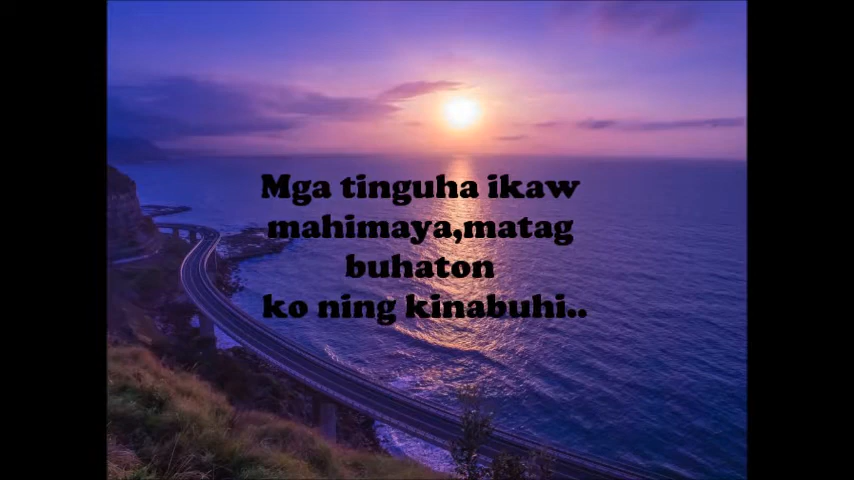 Mga tinguha ikaw
mahimaya,matag
buhaton
ko ning kinabuhi..